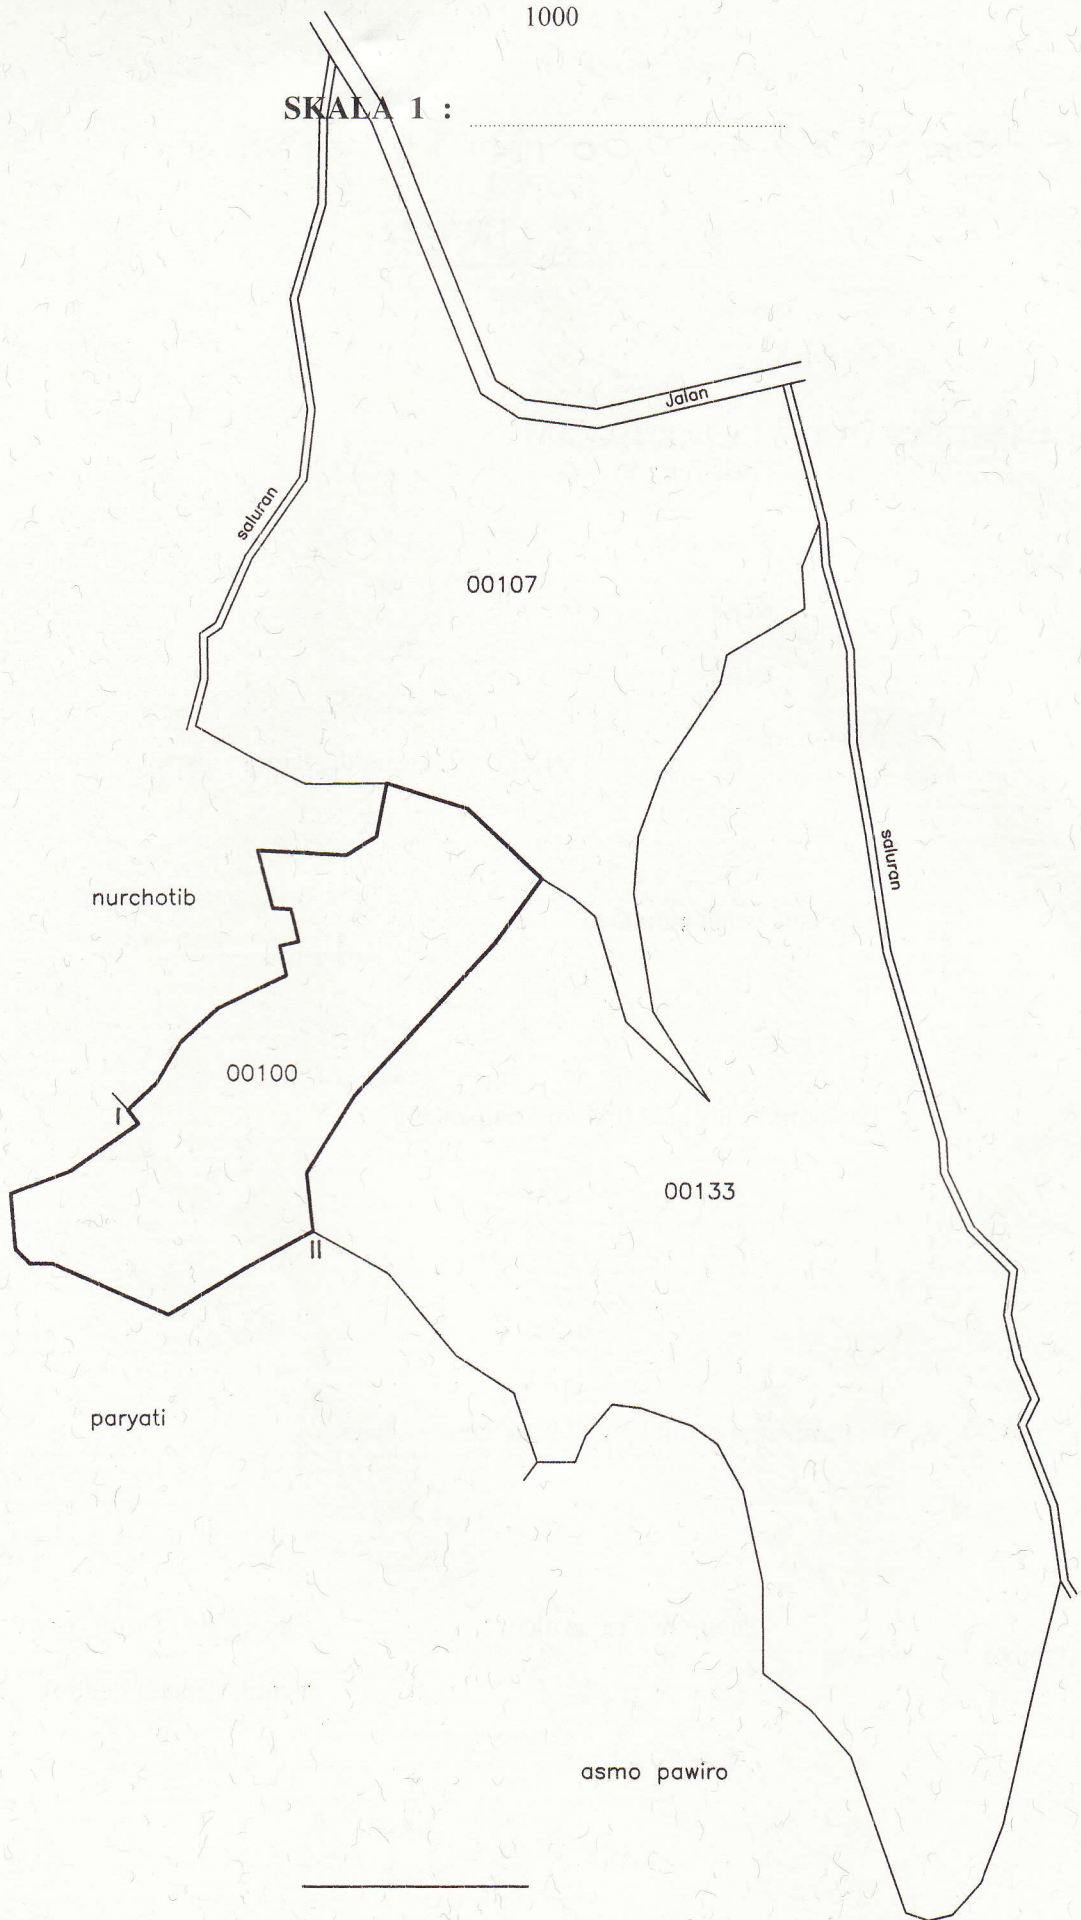 1000
SKALA 1 :
Jalan
saluran
00107
saluran
nurchotib
00100
I
00133
II
paryati
asmo pawiro